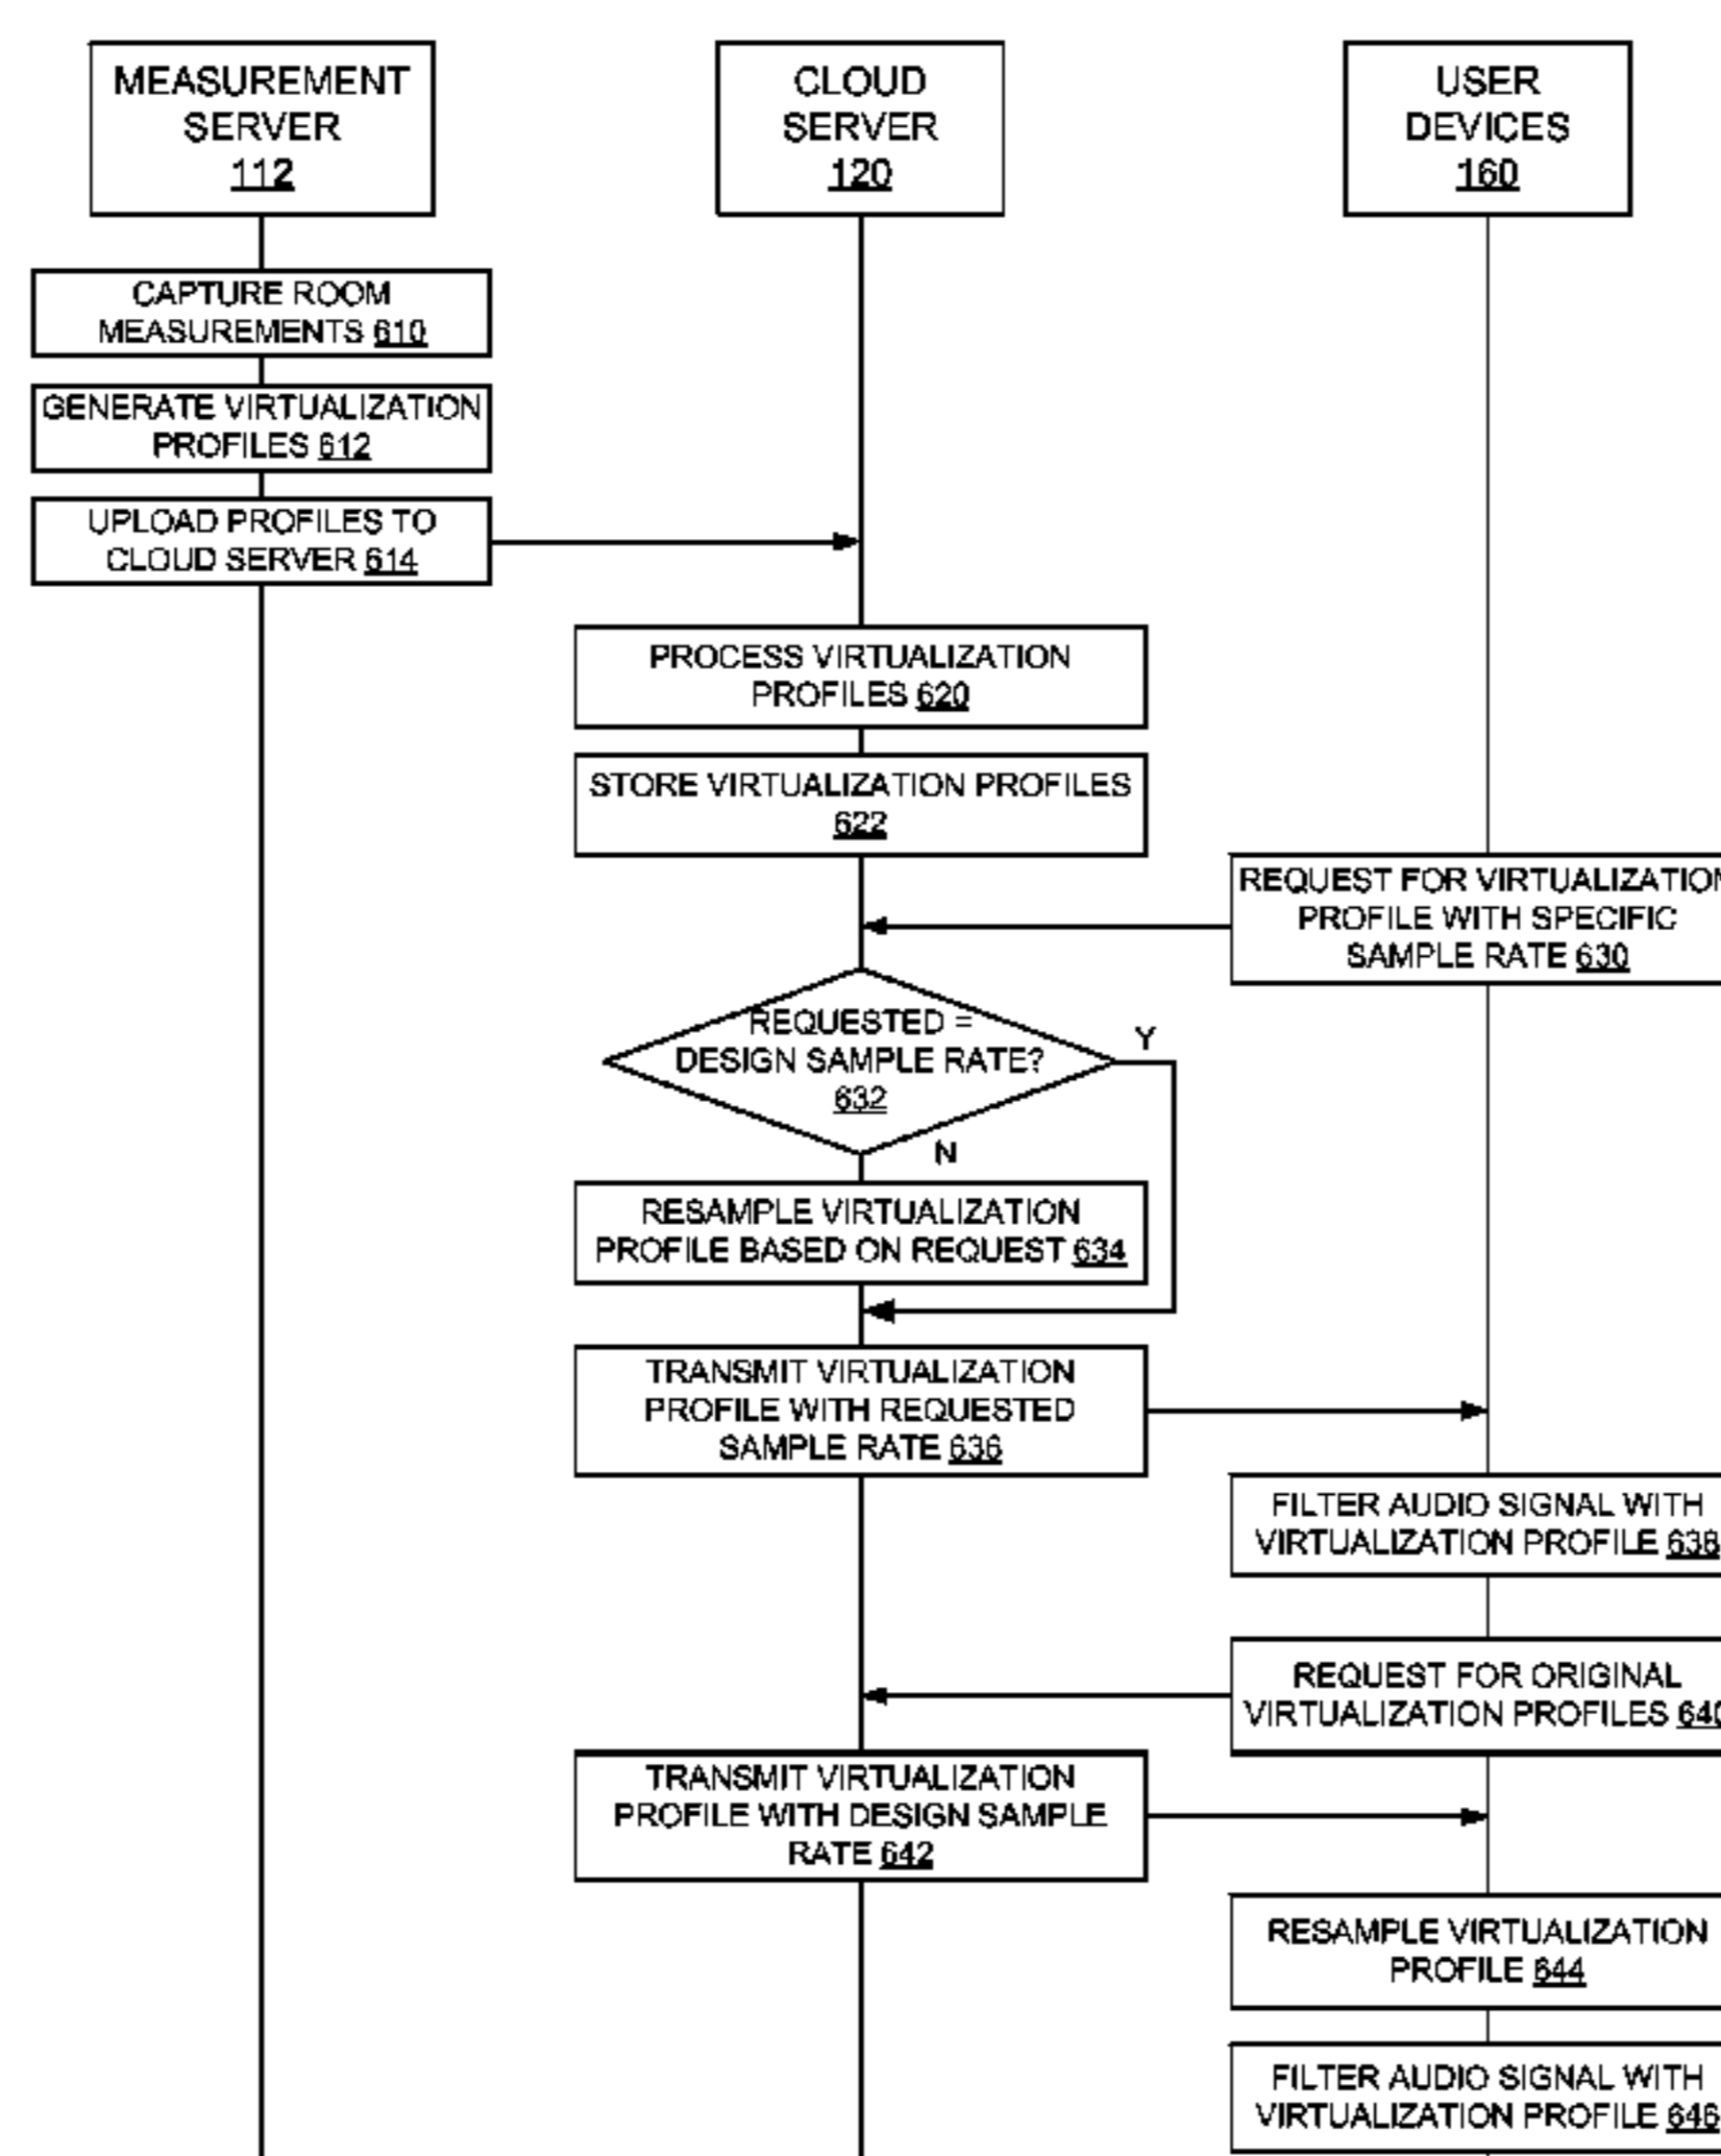 MEASUREMENT
SERVER
112
CLOUD
SERVER
120
USER
DEVICES
160
CAPTURE ROOM
MEASUREMENTS 610
GENERATE VIRTUALIZATION
PROFILES 612
UPLOAD PROFILES TO
CLOUD SERVER 614
PROCESS VIRTUALIZATION
PROFILES 620
STORE VIRTUALIZATION PROFILES
622
REQUEST FOR VIRTUALIZATION
PROFILE WITH SPECIFIC
SAMPLE RATE 630
REQUESTED =
DESIGN SAMPLE RATE?
632
Y
N
RESAMPLE VIRTUALIZATION
PROFILE BASED ON REQUEST 634
TRANSMIT VIRTUALIZATION
PROFILE WITH REQUESTED
SAMPLE RATE 636
FILTER AUDIO SIGNAL WITH
VIRTUALIZATION PROFILE 638
REQUEST FOR ORIGINAL
VIRTUALIZATION PROFILES 640
TRANSMIT VIRTUALIZATION
PROFILE WITH DESIGN SAMPLE
RATE 642
RESAMPLE VIRTUALIZATION
PROFILE 644
FILTER AUDIO SIGNAL WITH
VIRTUALIZATION PROFILE 646